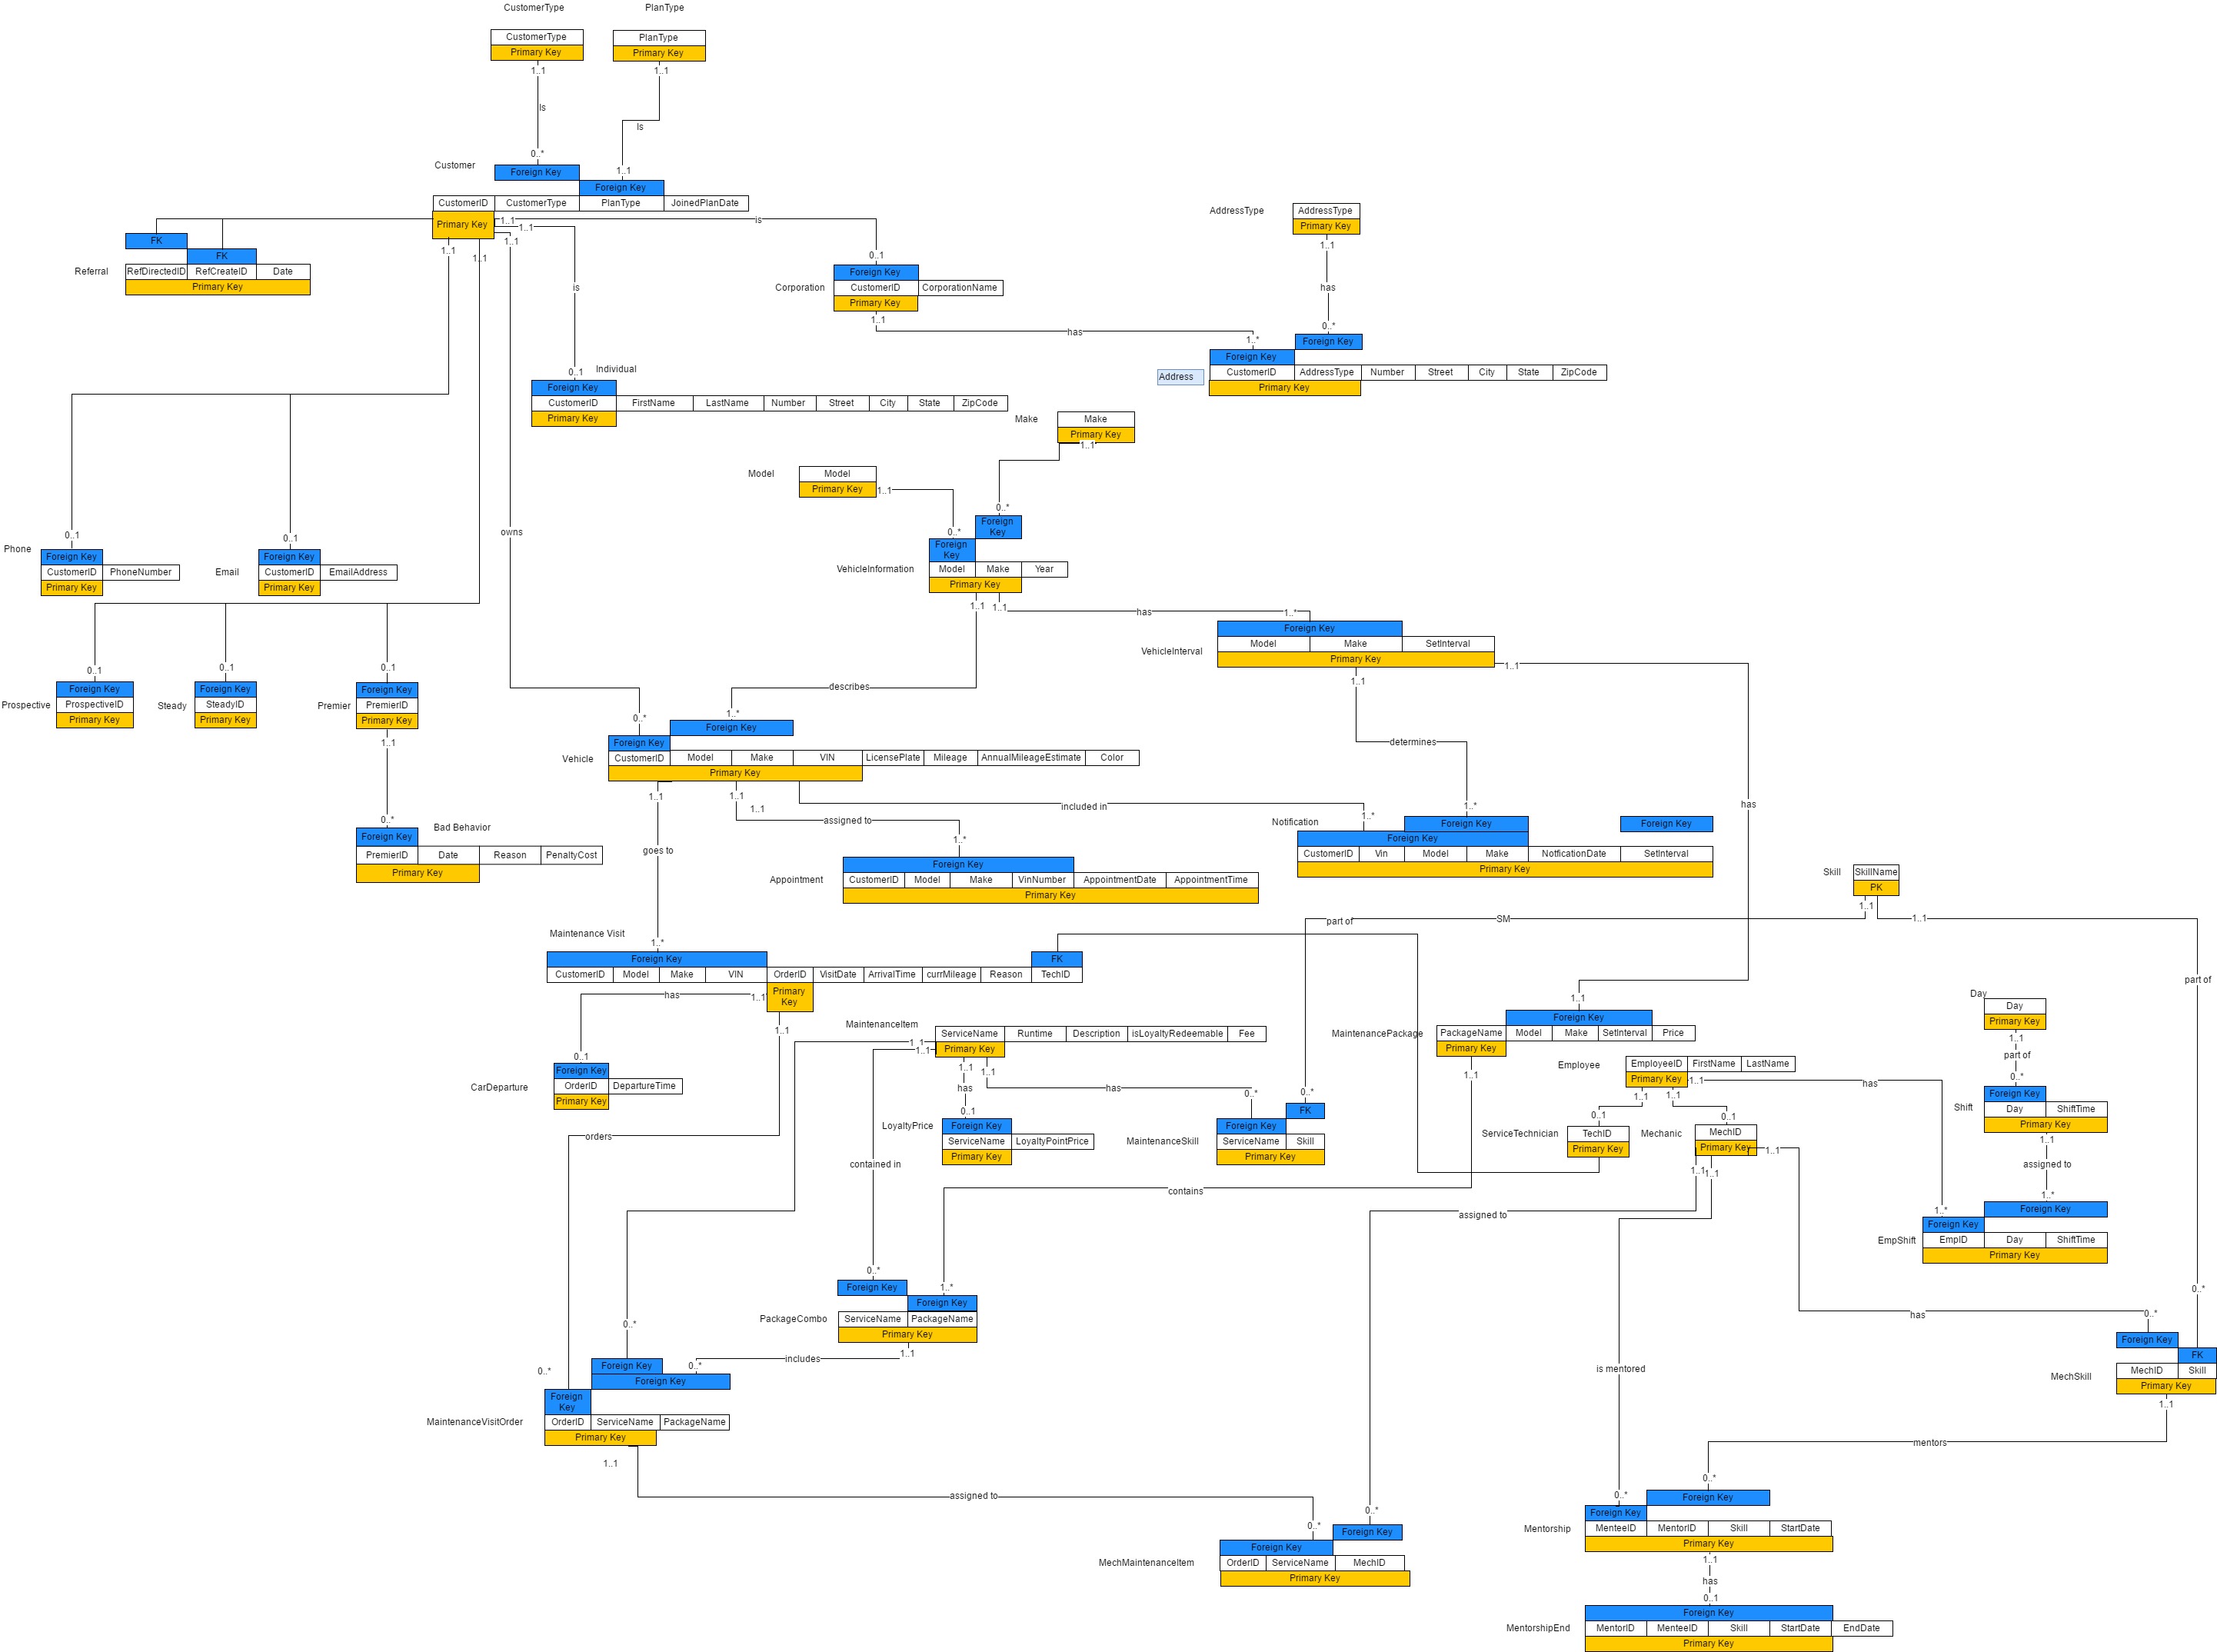 CustomerType PlanType
CustomerType PlanType
Primary Key Primary Key
1..1 1..1
Is
Is
0..*
Customer Foreign Key 1..1
Foreign Key
CustomerID CustomerType PlanType JoinedPlanDate
Primary Key 1..1 is
1..1
1..1
1..1 1..1
AddressType AddressType
Primary Key
1..1
has
0..*
FK
FK
Referral RefDirectedID RefCreateID Date
Primary Key
0..1
Foreign Key
Corporation CustomerID CorporationName
Primary Key
1..1
has
1..*
Foreign Key
Foreign Key
Address CustomerID AddressType Number Street City State ZipCode
Primary Key
is
0..1 Individual
Foreign Key
CustomerID FirstName LastName Number Street City State ZipCode
Primary Key
Make Make
Primary Key
1..1
Model Model
Primary Key 1..1
0..*
0..* Foreign Key
Foreign Key
VehicleInformation Model Make Year
Primary Key
1..1 1..1 has 1..*
owns
0..1 0..1
Phone Foreign Key Foreign Key
CustomerID PhoneNumber Email CustomerID EmailAddress
Primary Key Primary Key
Foreign Key
Model Make SetInterval
VehicleInterval Primary Key
1..1
1..1
0..1 0..1 0..1
Foreign Key Foreign Key Foreign Key
Prospective ProspectiveID Steady SteadyID Premier PremierID
Primary Key Primary Key Primary Key
1..1
describes
0..* 1..*
Foreign Key
Foreign Key
Vehicle CustomerID Model Make VIN LicensePlate Mileage AnnualMileageEstimate Color
Primary Key
1..1 1..1
1..1
determines
included in
has
1..* 1..*
0..* Bad Behavior
Foreign Key
PremierID Date Reason PenaltyCost
Primary Key
goes to
assigned to
1..*
Foreign Key
Appointment CustomerID Model Make VinNumber AppointmentDate AppointmentTime
Primary Key
Notification Foreign Key Foreign Key
Foreign Key
CustomerID Vin Model Make NotficationDate SetInterval
Primary Key
Skill SkillName
PK
1..1 1..1
part of SM
part of
Maintenance Visit
1..*
Foreign Key FK
CustomerID Model Make VIN OrderID VisitDate ArrivalTime currMileage Reason TechID
Primary Key
has 1..1
1..1
0..1
Foreign Key
CarDeparture OrderID DepartureTime
Primary Key
MaintenanceItem ServiceName Runtime Description isLoyaltyRedeemable Fee
Primary Key
1..1
1..1
1..1 1..1
has has
0..1 0..* 0..*
1..1
Foreign Key
MaintenancePackage PackageName Model Make SetInterval Price
Primary Key
1..1
Day
Day
Primary Key
1..1
part of
0..*
Employee EmployeeID FirstName LastName
Primary Key 1..1 has
1..1 1..1
0..1 0..1
Foreign Key
Shift Day ShiftTime
Primary Key
1..1
assigned to
1..*
LoyaltyPrice Foreign Key
ServiceName LoyaltyPointPrice
Primary Key
FK
Foreign Key
MaintenanceSkill ServiceName Skill
Primary Key
ServiceTechnician TechID Mechanic MechID
Primary Key Primary Key 1..1
1..1 1..1
orders
contained in
contains
assigned to
1..* Foreign Key
Foreign Key
EmpShift EmpID Day ShiftTime
Primary Key
0..* 1..*
Foreign Key
Foreign Key
PackageCombo ServiceName PackageName
Primary Key
includes 1..1
0..*
has 0..*
0..*
Foreign Key
FK
MechSkill MechID Skill
Primary Key
1..1
is mentored
0..* Foreign Key 0..*
Foreign Key
Foreign Key
MaintenanceVisitOrder OrderID ServiceName PackageName
Primary Key
1..1
mentors
0..*
0..* Foreign Key
Foreign Key
Mentorship MenteeID MentorID Skill StartDate
Primary Key
1..1
has
0..1
assigned to
0..*
0..* Foreign Key
Foreign Key
MechMaintenanceItem OrderID ServiceName MechID
Primary Key
Foreign Key
MentorshipEnd MentorID MenteeID Skill StartDate EndDate
Primary Key